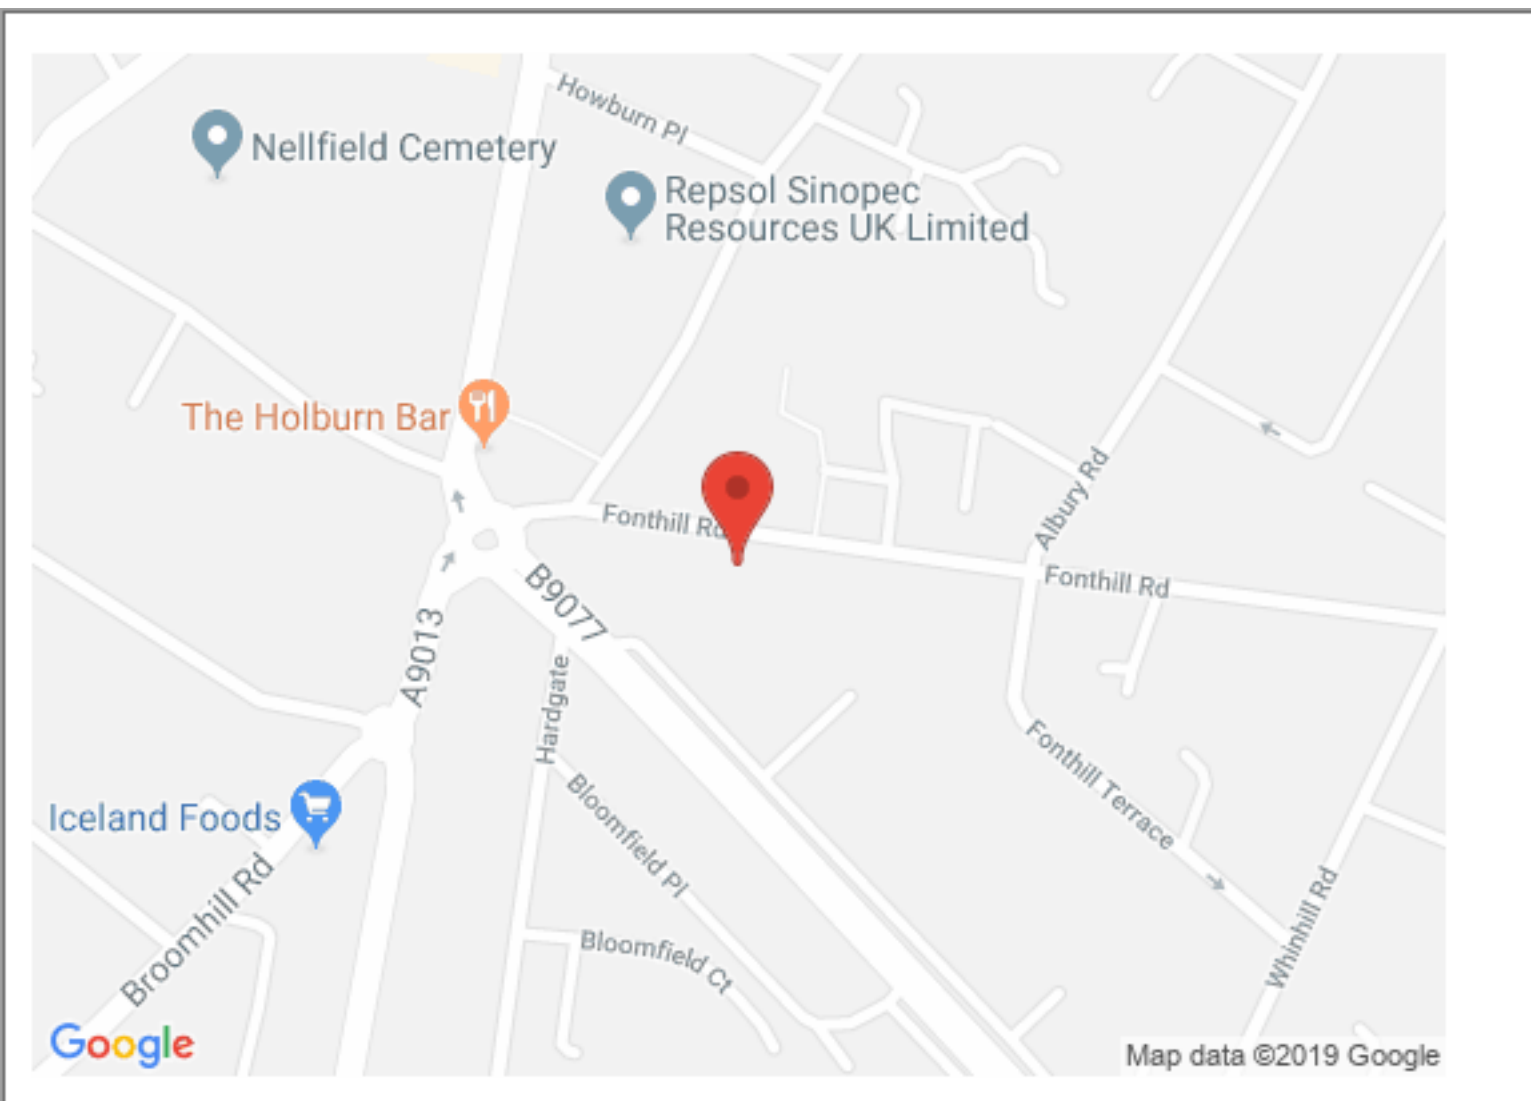 Howburn Pl
Nellfield Cemetery
Repsol Sinopec
Resources UK Limited
The Holburn Bar
Albury Rd
Fonthill Rd
Fonthill Rd
B9077
A9013
Hardgate
Fonthill Terrace
Iceland Foods
Bloomfield Pl
Broomhill Rd
Whinhill Rd
Bloomfield Ct
Google
Map data ©2019 Google